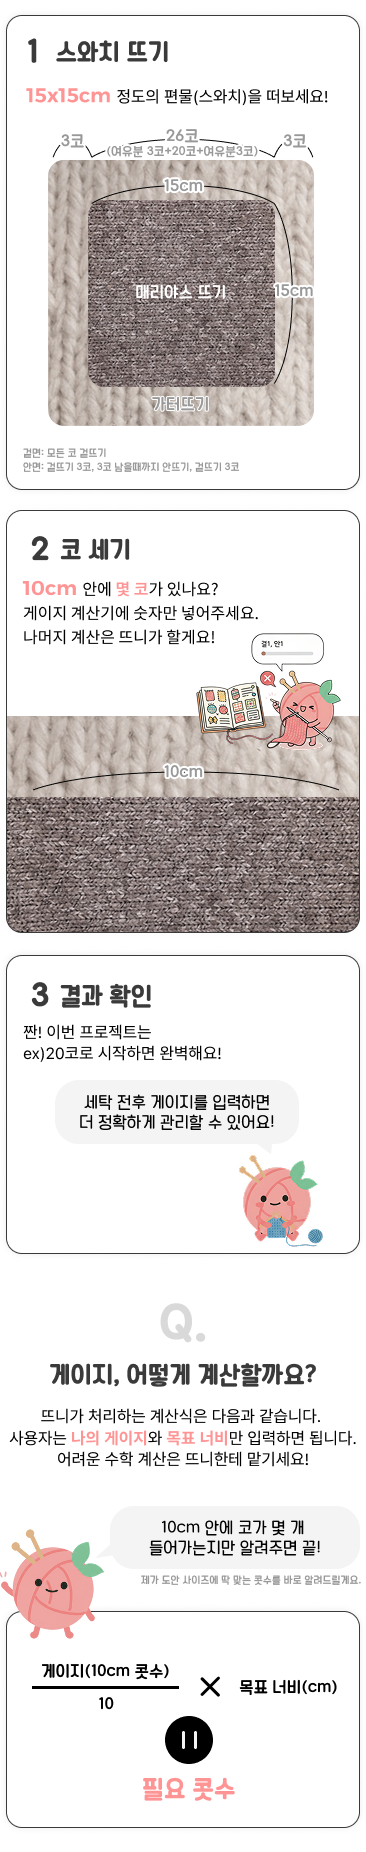 1 스와치 뜨기
15x15cm 정도의 편물(스와치)을 떠보세요!
3코 26코 3코
(여유분 3코+20코+여유분3코)
15cm
메리야스 뜨기
15cm
가터뜨기
겉면: 모든 코 겉뜨기
안면: 겉뜨기 3코, 3코 남을때까지 안뜨기, 겉뜨기 3코
2 코 세기
10cm 안에 몇 코가 있나요?
게이지 계산기에 숫자만 넣어주세요.
나머지 계산은 뜨니가 할게요!
겉1, 안1
10cm
3 결과 확인
짠! 이번 프로젝트는
ex)20코로 시작하면 완벽해요!
세탁 전후 게이지를 입력하면
더 정확하게 관리할 수 있어요!
Q.
게이지, 어떻게 계산할까요?
뜨니가 처리하는 계산식은 다음과 같습니다.
사용자는 나의 게이지와 목표 너비만 입력하면 됩니다.
어려운 수학 계산은 뜨니한테 맡기세요!
10cm 안에 코가 몇 개
들어가는지만 알려주면 끝!
제가 도안 사이즈에 딱 맞는 콧수를 바로 알려드릴게요.
게이지(10cm 콧수)
10
× 목표 너비(cm)
=
필요 콧수